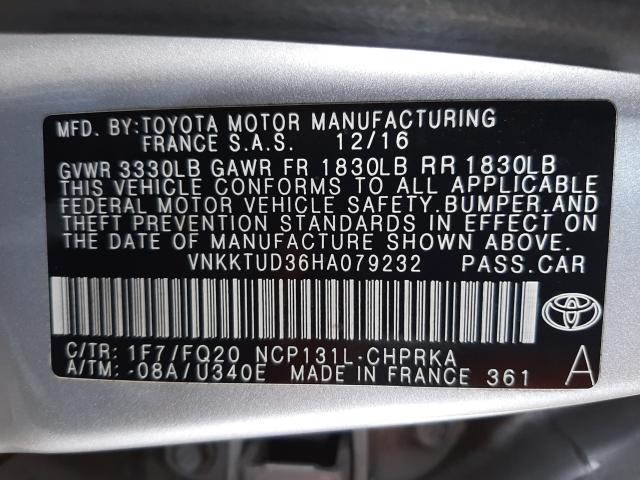 MFD. BY: TOYOTA MOTOR MANUFACTURING
FRANCE S.A.S. 12/16
GVWR 3330LB GAWR FR 1830LB RR 1830LB
THIS VEHICLE CONFORMS TO ALL APPLICABLE
FEDERAL MOTOR VEHICLE SAFETY, BUMPER, AND
THEFT PREVENTION STANDARDS IN EFFECT ON
THE DATE OF MANUFACTURE SHOWN ABOVE.
VNKKTUD36HA079232 PASS.CAR
C/TR: 1F7/FQ20 NCP131L-CHPRKA
A/TM: -08A/U340E MADE IN FRANCE 361 A